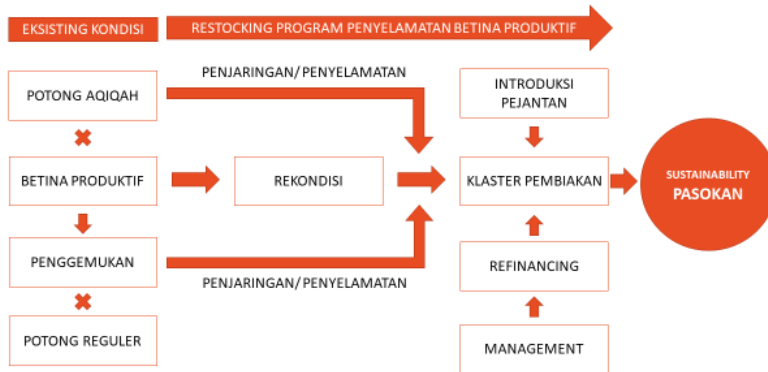 EKSISTING KONDISI
RESTOCKING PROGRAM PENYELAMATAN BETINA PRODUKTIF
POTONG AQIQAH
PENJARINGAN/ PENYELAMATAN
INTRODUKSI
PEJANTAN
BETINA PRODUKTIF
REKONDISI
KLASTER PEMBIAKAN
SUSTAINABILITY
PASOKAN
PENGGEMUKAN
PENJARINGAN/ PENYELAMATAN
REFINANCING
POTONG REGULER
MANAGEMENT